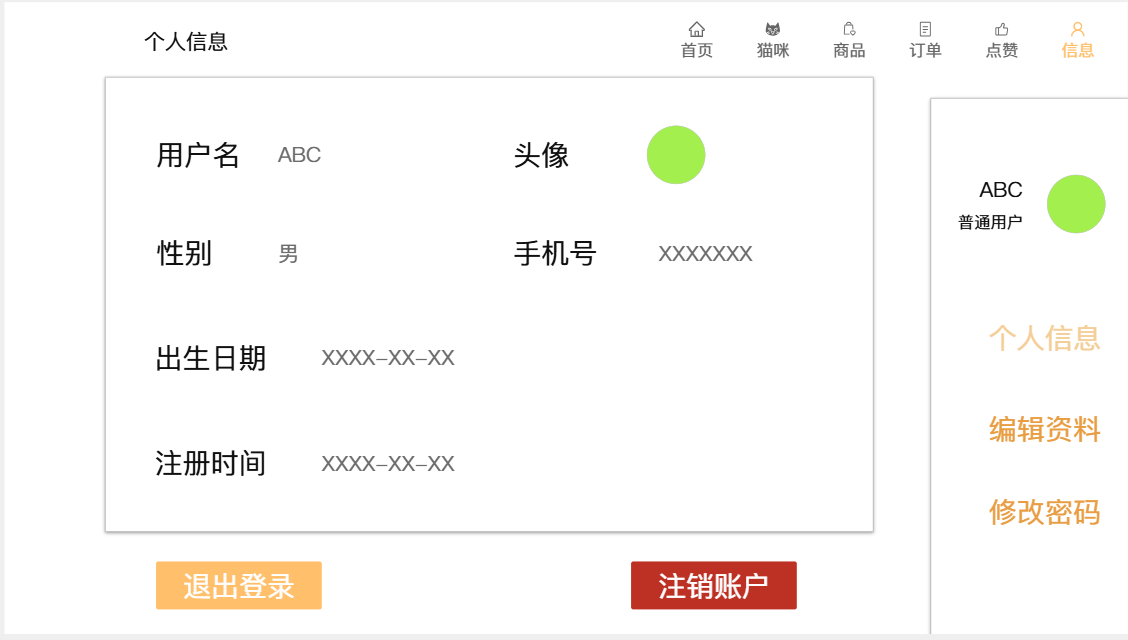 个人信息
首页 猫咪 商品 订单 点赞 信息
用户名 ABC 头像
性别 男 手机号 XXXXXXX
出生日期 XXXX-XX-XX
注册时间 XXXX-XX-XX
退出登录 注销账户
ABC
普通用户
个人信息
编辑资料
修改密码